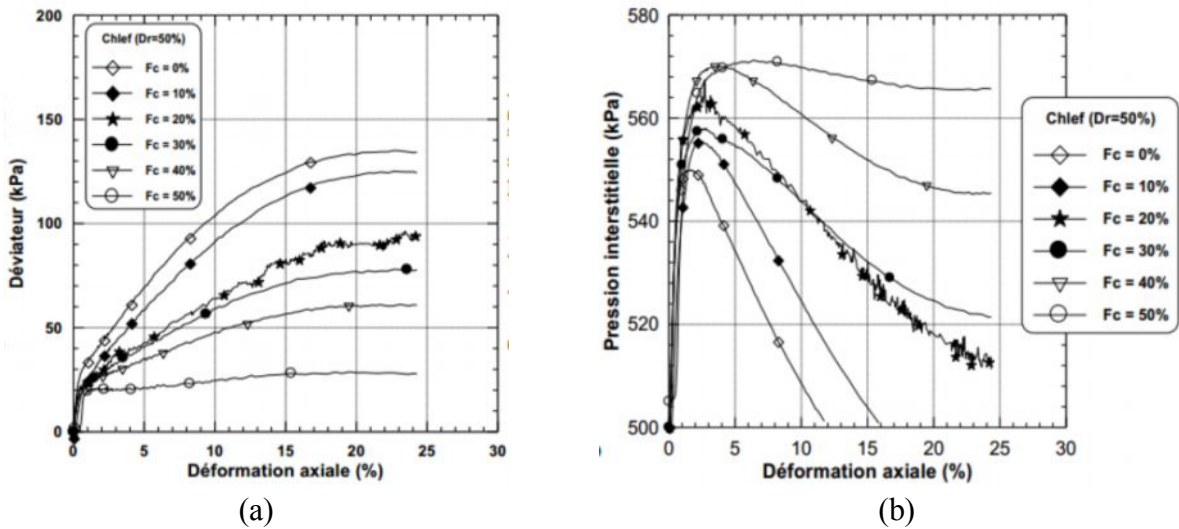 Chlef (Dr=50%)
Fc = 0%
Fc = 10%
Fc = 20%
Fc = 30%
Fc = 40%
Fc = 50%
200
150
100
50
0
0
5
10
15
20
25
30
Déviateur (kPa)
Déformation axiale (%)
(a)
580
560
540
520
500
0
5
10
15
20
25
30
Pression interstitielle (kPa)
Déformation axiale (%)
Chlef (Dr=50%)
Fc = 0%
Fc = 10%
Fc = 20%
Fc = 30%
Fc = 40%
Fc = 50%
(b)